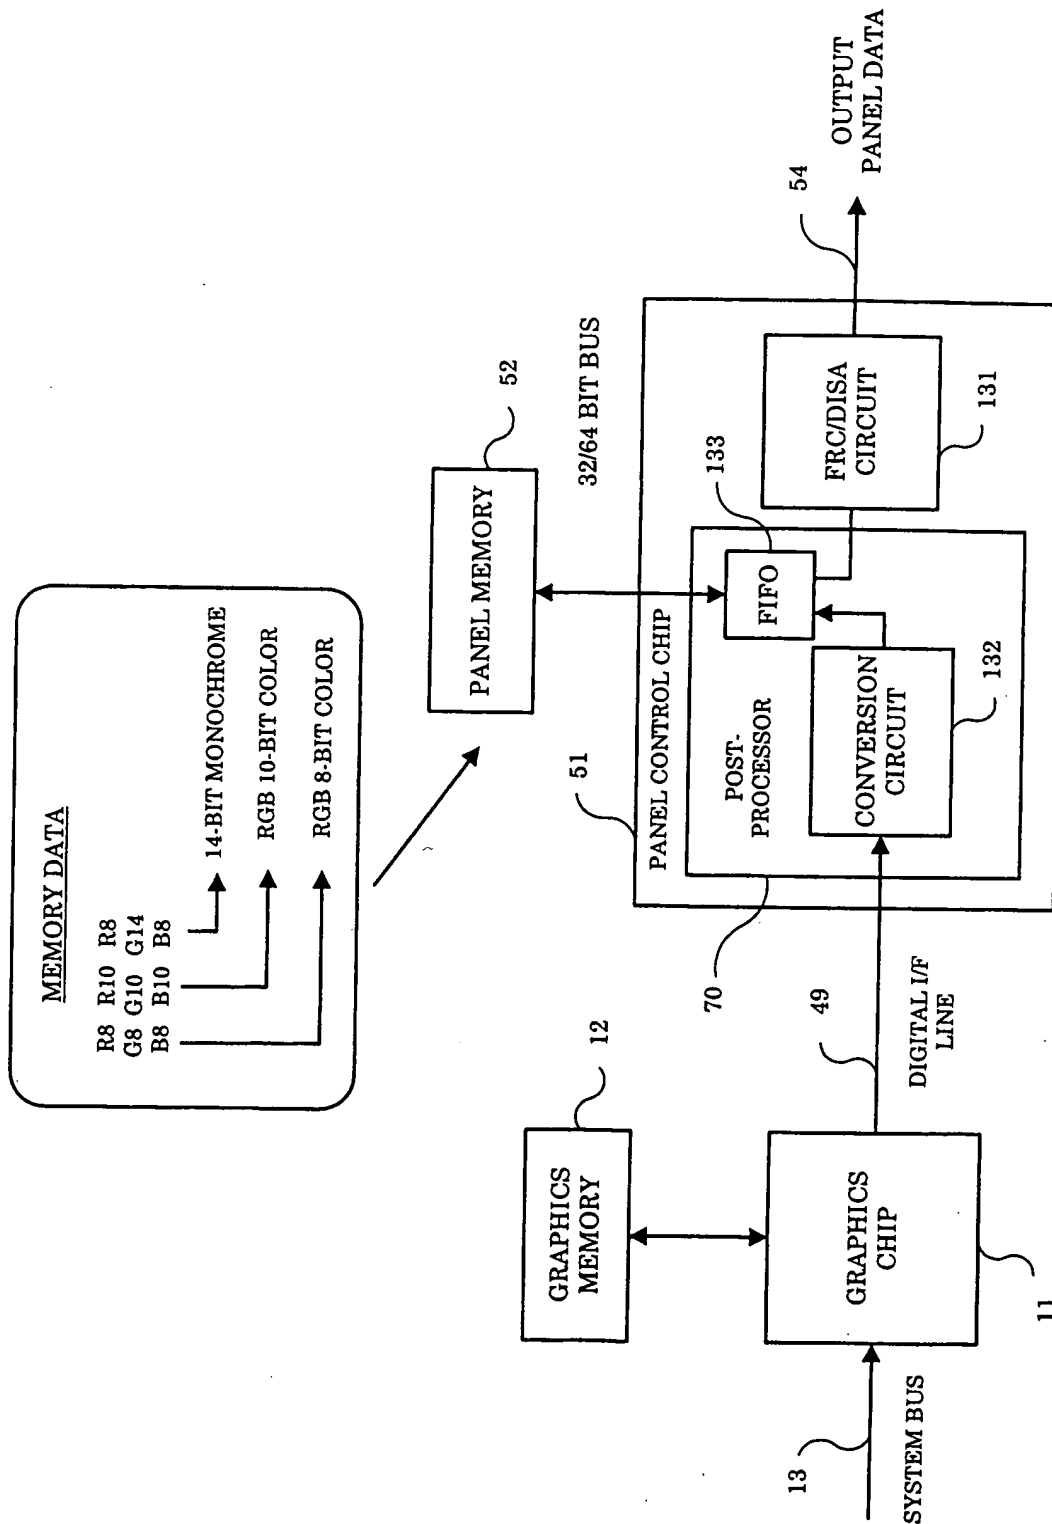 MEMORY DATA
R8 R10 R8
G8 G10 G14
B8 B10 B8
14-BIT MONOCHROME
RGB 10-BIT COLOR
RGB 8-BIT COLOR
PANEL MEMORY
52
32/64 BIT BUS
GRAPHICS
MEMORY
12
51
PANEL CONTROL CHIP
POST-
PROCESSOR
70
FIFO
133
CONVERSION
CIRCUIT
132
FRC/DISA
CIRCUIT
131
54
OUTPUT
PANEL DATA
GRAPHICS
CHIP
11
49
DIGITAL I/F
LINE
13
SYSTEM BUS